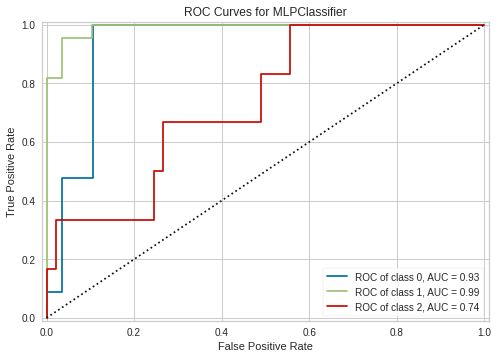 ROC Curves for MLPClassifier
True Positive Rate
1.0
0.8
0.6
0.4
0.2
0.0
ROC of class 0, AUC = 0.93
ROC of class 1, AUC = 0.99
ROC of class 2, AUC = 0.74
0.0 0.2 0.4 0.6 0.8 1.0
False Positive Rate